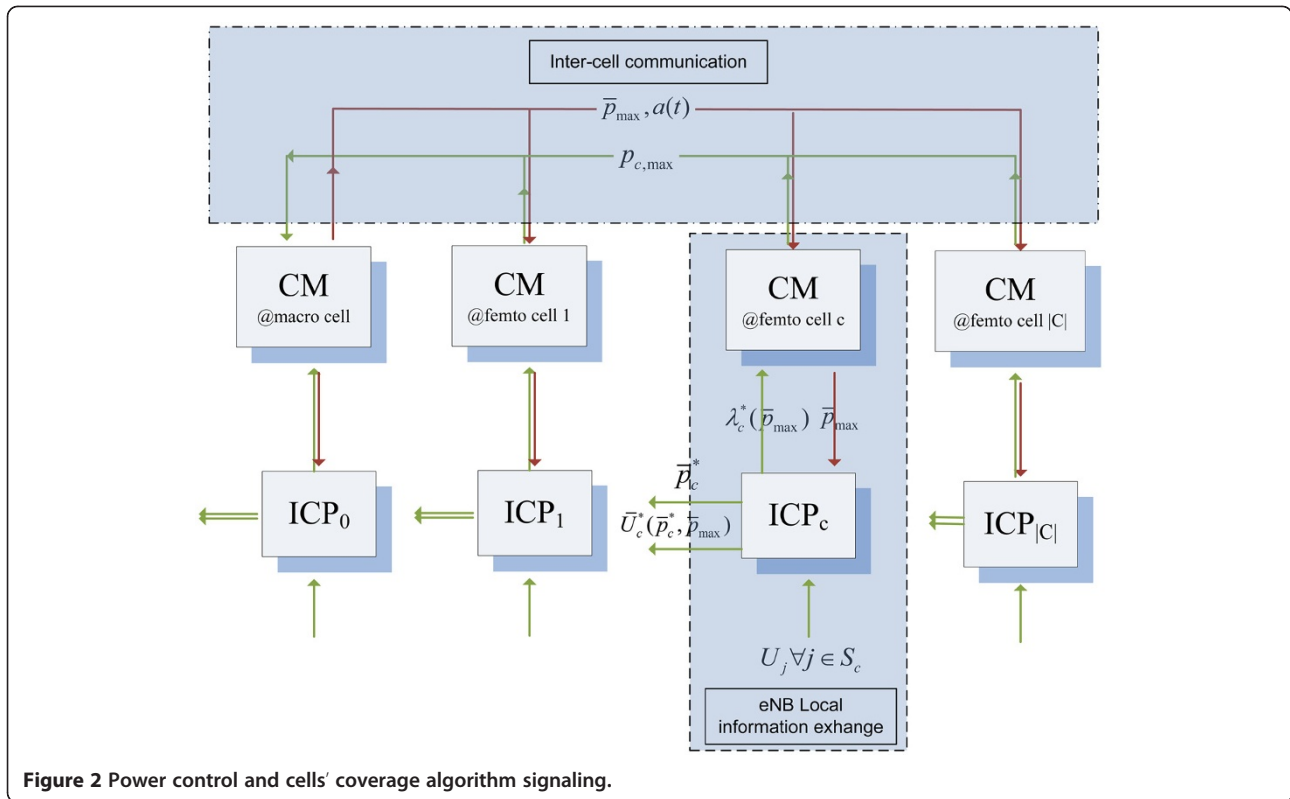 Inter-cell communication
p̅max, a(t)
pc,max
CM
@macro cell
CM
@femto cell 1
CM
@femto cell c
CM
@femto cell |C|
λc*(p̅max) p̅max
p̅c*
U̅c*(p̅c*, p̅max)
ICP0
ICP1
ICPc
ICP|C|
Uj ∀j ∈ Sc
eNB Local
information exhange
Figure 2 Power control and cells' coverage algorithm signaling.